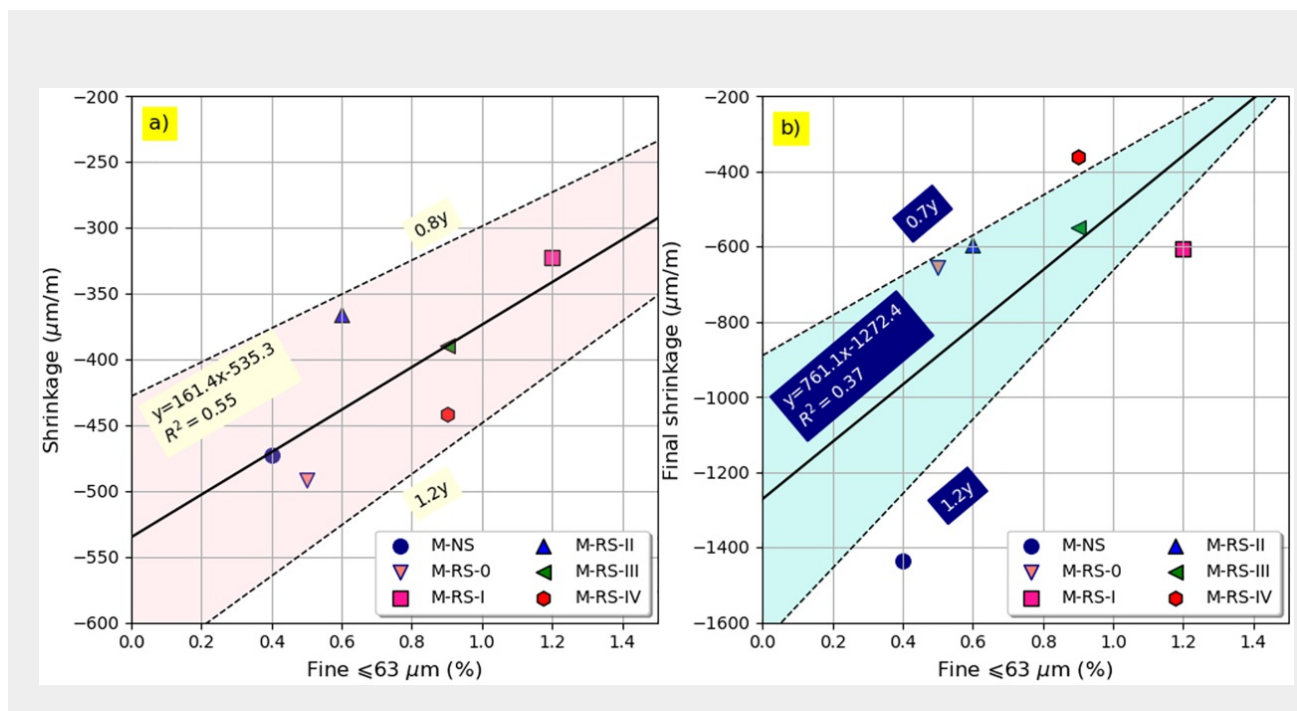 a)
−200
−250
−300
−350
−400
−450
−500
−550
−600
Shrinkage (μm/m)
0.8y
y=161.4x-535.3
R² = 0.55
1.2y
M-NS
M-RS-0
M-RS-I
M-RS-II
M-RS-III
M-RS-IV
0.0 0.2 0.4 0.6 0.8 1.0 1.2 1.4
Fine ⩽63 μm (%)
b)
−200
−400
−600
−800
−1000
−1200
−1400
−1600
Final shrinkage (μm/m)
0.7y
y=761.1x-1272.4
R² = 0.37
1.2y
M-NS
M-RS-0
M-RS-I
M-RS-II
M-RS-III
M-RS-IV
0.0 0.2 0.4 0.6 0.8 1.0 1.2 1.4
Fine ⩽63 μm (%)